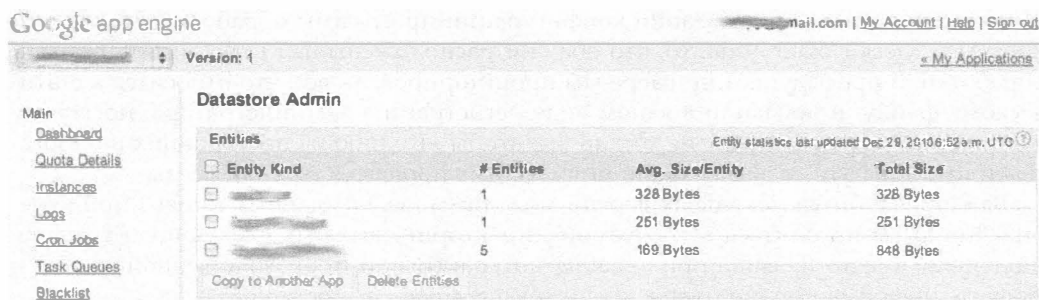 Google app engine
mail.com | My Account | Help | Sign out
Version: 1
« My Applications
Main
Dashboard
Quota Details
Instances
Logs
Cron Jobs
Task Queues
Blacklist
Datastore Admin
Entities
Entity statistics last updated Dec 29, 2010 6:52 a.m. UTC ?
Entity Kind # Entities Avg. Size/Entity Total Size
1 328 Bytes 328 Bytes
1 251 Bytes 251 Bytes
5 169 Bytes 848 Bytes
Copy to Another App Delete Entities